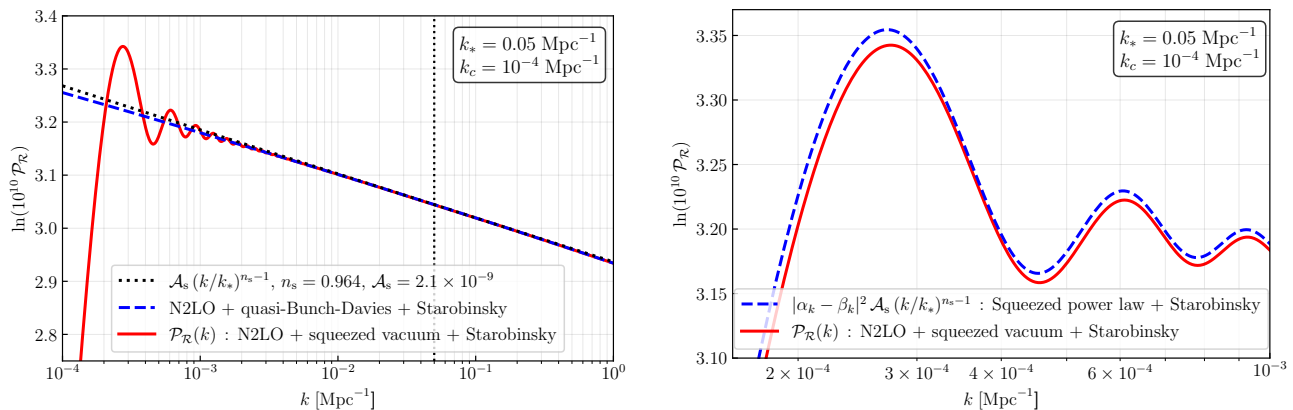 3.4
3.3
3.2
3.1
3.0
2.9
2.8
ln(10¹⁰ 𝒫_ℛ)
k_* = 0.05 Mpc⁻¹
k_c = 10⁻⁴ Mpc⁻¹
𝒜_s (k/k_*)^{n_s−1}, n_s = 0.964, 𝒜_s = 2.1 × 10⁻⁹
N2LO + quasi-Bunch-Davies + Starobinsky
𝒫_ℛ(k) : N2LO + squeezed vacuum + Starobinsky
10⁻⁴ 10⁻³ 10⁻² 10⁻¹ 10⁰
k [Mpc⁻¹]
3.35
3.30
3.25
3.20
3.15
3.10
ln(10¹⁰ 𝒫_ℛ)
k_* = 0.05 Mpc⁻¹
k_c = 10⁻⁴ Mpc⁻¹
|α_k − β_k|² 𝒜_s (k/k_*)^{n_s−1} : Squeezed power law + Starobinsky
𝒫_ℛ(k) : N2LO + squeezed vacuum + Starobinsky
2 × 10⁻⁴ 3 × 10⁻⁴ 4 × 10⁻⁴ 6 × 10⁻⁴ 10⁻³
k [Mpc⁻¹]